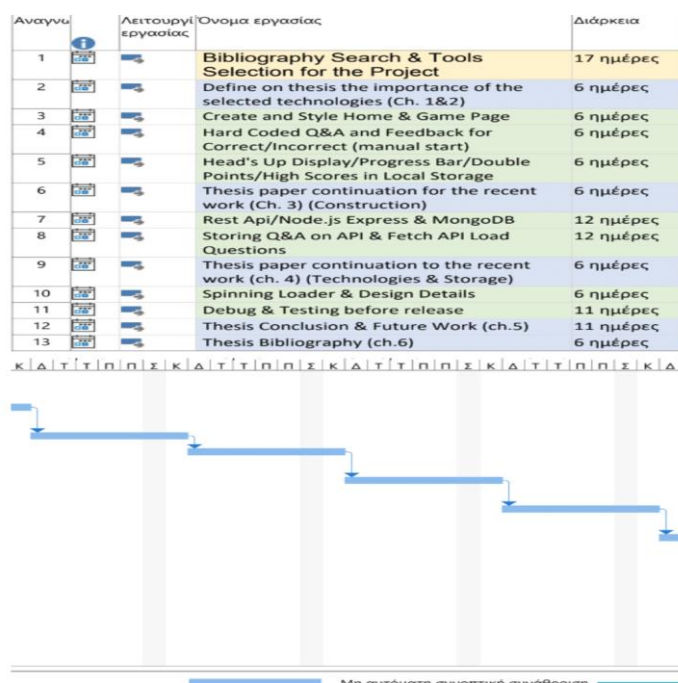 Αναγνω Λειτουργί Όνομα εργασίας Διάρκεια
εργασίας
1 Bibliography Search & Tools 17 ημέρες
Selection for the Project
2 Define on thesis the importance of the 6 ημέρες
selected technologies (Ch. 1&2)
3 Create and Style Home & Game Page 6 ημέρες
4 Hard Coded Q&A and Feedback for 6 ημέρες
Correct/Incorrect (manual start)
5 Head's Up Display/Progress Bar/Double 6 ημέρες
Points/High Scores in Local Storage
6 Thesis paper continuation for the recent 6 ημέρες
work (Ch. 3) (Construction)
7 Rest Api/Node.js Express & MongoDB 12 ημέρες
8 Storing Q&A on API & Fetch API Load 12 ημέρες
Questions
9 Thesis paper continuation to the recent 6 ημέρες
work (ch. 4) (Technologies & Storage)
10 Spinning Loader & Design Details 6 ημέρες
11 Debug & Testing before release 11 ημέρες
12 Thesis Conclusion & Future Work (ch.5) 11 ημέρες
13 Thesis Bibliography (ch.6) 6 ημέρες
Κ Δ Τ Τ Π Π Σ Κ Δ Τ Τ Π Π Σ Κ Δ Τ Τ Π Π Σ Κ Δ Τ Τ Π Π Σ Κ Δ